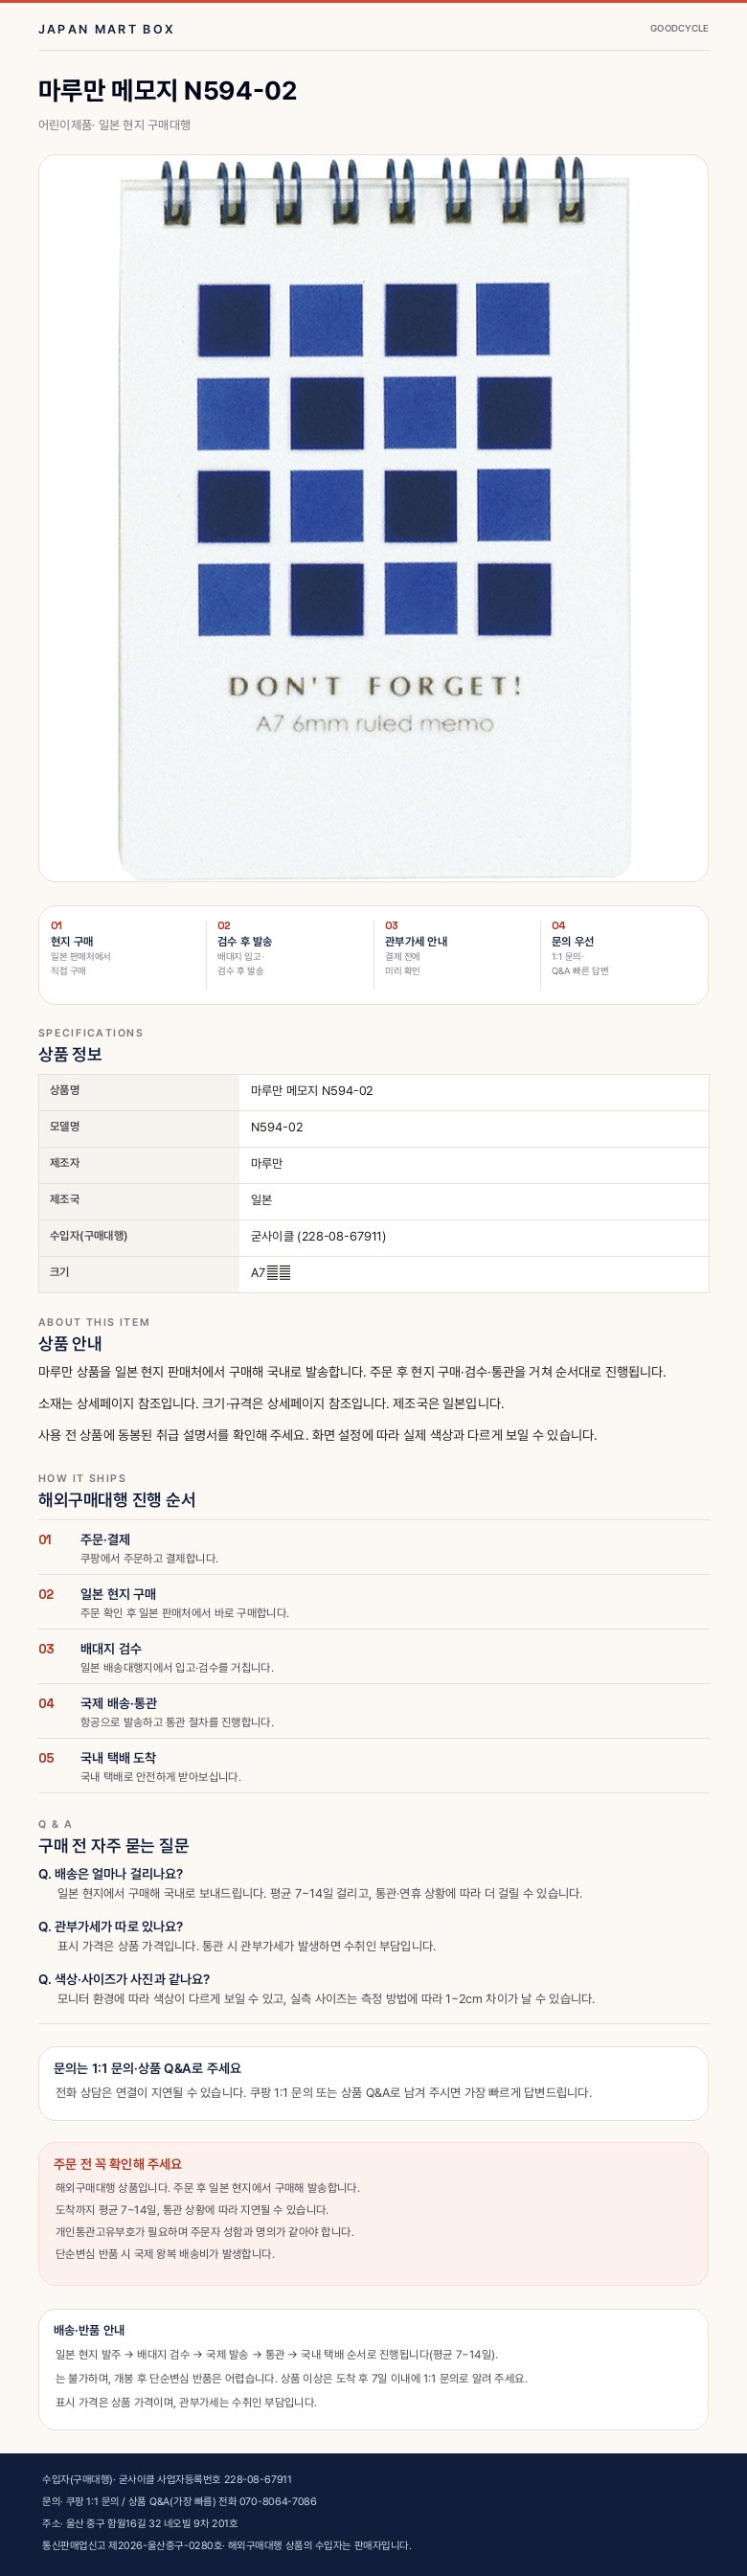 JAPAN MART BOX
GOODCYCLE
마루만 메모지 N594-02
어린이제품· 일본 현지 구매대행
DON'T FORGET!
A7 6mm ruled memo
01
현지 구매
일본 판매처에서
직접 구매
02
검수 후 발송
배대지 입고·
검수 후 발송
03
관부가세 안내
결제 전에
미리 확인
04
문의 우선
1:1 문의·
Q&A 빠른 답변
SPECIFICATIONS
상품 정보
상품명 마루만 메모지 N594-02
모델명 N594-02
제조자 마루만
제조국 일본
수입자(구매대행) 굳사이클 (228-08-67911)
크기 A7
ABOUT THIS ITEM
상품 안내
마루만 상품을 일본 현지 판매처에서 구매해 국내로 발송합니다. 주문 후 현지 구매·검수·통관을 거쳐 순서대로 진행됩니다.
소재는 상세페이지 참조입니다. 크기·규격은 상세페이지 참조입니다. 제조국은 일본입니다.
사용 전 상품에 동봉된 취급 설명서를 확인해 주세요. 화면 설정에 따라 실제 색상과 다르게 보일 수 있습니다.
HOW IT SHIPS
해외구매대행 진행 순서
01 주문·결제
쿠팡에서 주문하고 결제합니다.
02 일본 현지 구매
주문 확인 후 일본 판매처에서 바로 구매합니다.
03 배대지 검수
일본 배송대행지에서 입고·검수를 거칩니다.
04 국제 배송·통관
항공으로 발송하고 통관 절차를 진행합니다.
05 국내 택배 도착
국내 택배로 안전하게 받아보십시다.
Q & A
구매 전 자주 묻는 질문
Q. 배송은 얼마나 걸리나요?
일본 현지에서 구매해 국내로 보내드립니다. 평균 7~14일 걸리고, 통관·연휴 상황에 따라 더 걸릴 수 있습니다.
Q. 관부가세가 따로 있나요?
표시 가격은 상품 가격입니다. 통관 시 관부가세가 발생하면 수취인 부담입니다.
Q. 색상·사이즈가 사진과 같나요?
모니터 환경에 따라 색상이 다르게 보일 수 있고, 실측 사이즈는 측정 방법에 따라 1~2cm 차이가 날 수 있습니다.
문의는 1:1 문의·상품 Q&A로 주세요
전화 상담은 연결이 지연될 수 있습니다. 쿠팡 1:1 문의 또는 상품 Q&A로 남겨 주시면 가장 빠르게 답변드립니다.
주문 전 꼭 확인해 주세요
해외구매대행 상품입니다. 주문 후 일본 현지에서 구매해 발송합니다.
도착까지 평균 7~14일, 통관 상황에 따라 지연될 수 있습니다.
개인통관고유부호가 필요하며 주문자 성함과 명의가 같아야 합니다.
단순변심 반품 시 국제 왕복 배송비가 발생합니다.
배송·반품 안내
일본 현지 발주 → 배대지 검수 → 국제 발송 → 통관 → 국내 택배 순서로 진행됩니다(평균 7~14일).
는 불가하며, 개봉 후 단순변심 반품은 어렵습니다. 상품 이상은 도착 후 7일 이내에 1:1 문의로 알려 주세요.
표시 가격은 상품 가격이며, 관부가세는 수취인 부담입니다.
수입자(구매대행)· 굳사이클 사업자등록번호 228-08-67911
문의· 쿠팡 1:1 문의 / 상품 Q&A(가장 빠름) 전화 070-8064-7086
주소· 울산 중구 함월16길 32 네오빌 9차 201호
통신판매업신고 제2026-울산중구-0280호· 해외구매대행 상품의 수입자는 판매자입니다.